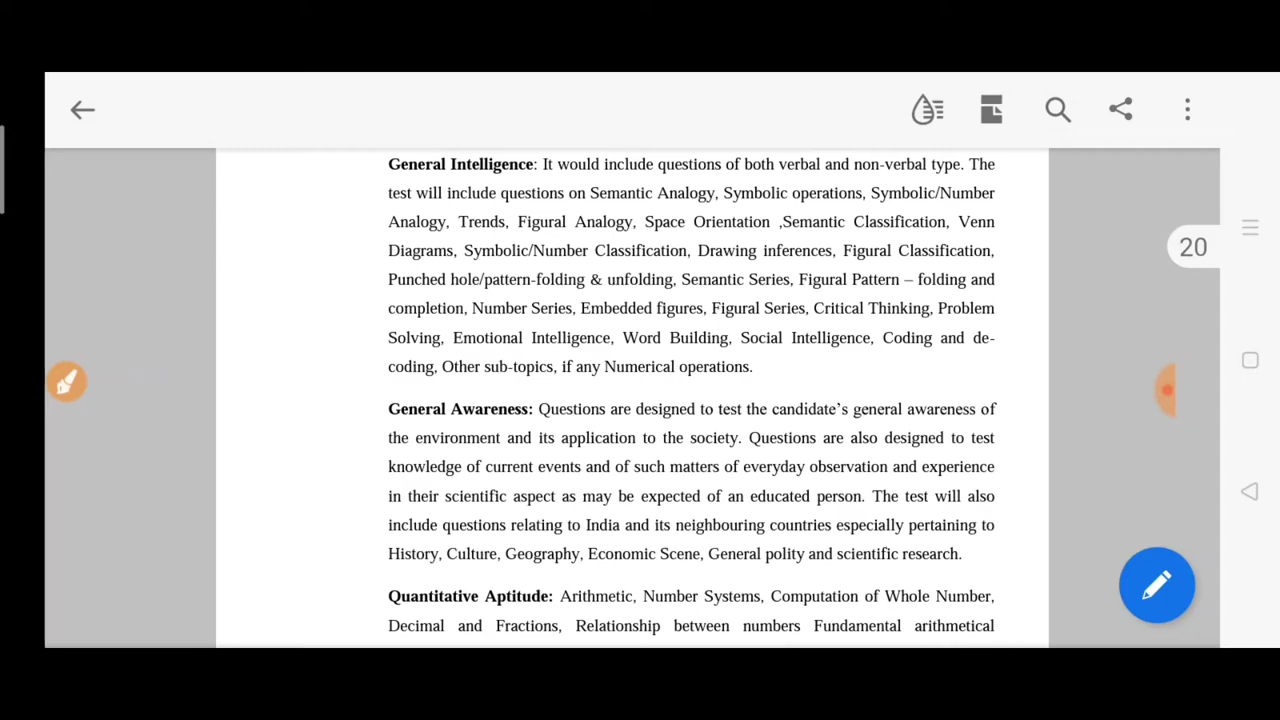 General Intelligence: It would include questions of both verbal and non-verbal type. The
test will include questions on Semantic Analogy, Symbolic operations, Symbolic/Number
Analogy, Trends, Figural Analogy, Space Orientation ,Semantic Classification, Venn
20
Diagrams, Symbolic/Number Classification, Drawing inferences, Figural Classification,
Punched hole/pattern-folding & unfolding, Semantic Series, Figural Pattern – folding and
completion, Number Series, Embedded figures, Figural Series, Critical Thinking, Problem
Solving, Emotional Intelligence, Word Building, Social Intelligence, Coding and de-
coding, Other sub-topics, if any Numerical operations.
General Awareness: Questions are designed to test the candidate’s general awareness of
the environment and its application to the society. Questions are also designed to test
knowledge of current events and of such matters of everyday observation and experience
in their scientific aspect as may be expected of an educated person. The test will also
include questions relating to India and its neighbouring countries especially pertaining to
History, Culture, Geography, Economic Scene, General polity and scientific research.
Quantitative Aptitude: Arithmetic, Number Systems, Computation of Whole Number,
Decimal and Fractions, Relationship between numbers Fundamental arithmetical